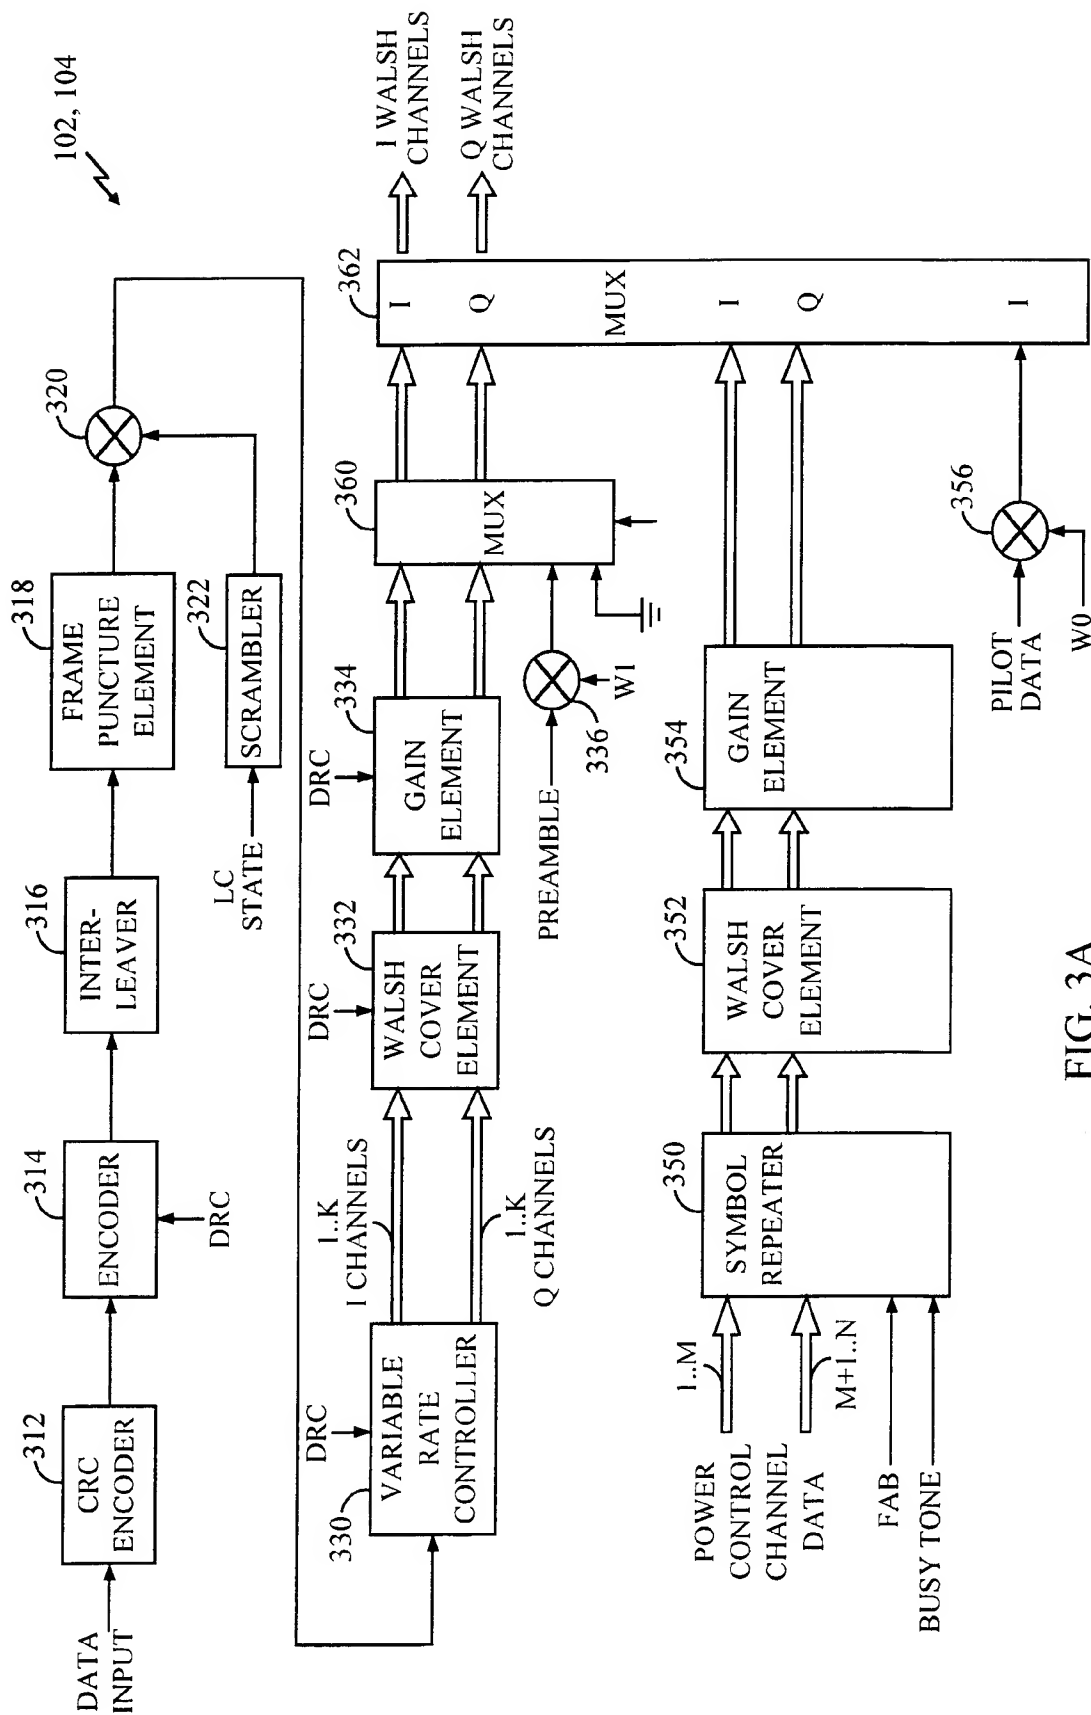 102, 104
DATA
INPUT
312
CRC
ENCODER
314
ENCODER
DRC
316
INTER-
LEAVER
318
FRAME
PUNCTURE
ELEMENT
320
LC
STATE
322
SCRAMBLER
330
DRC
VARIABLE
RATE
CONTROLLER
1..K
I CHANNELS
1..K
Q CHANNELS
DRC
332
WALSH
COVER
ELEMENT
DRC
334
GAIN
ELEMENT
PREAMBLE
336
W1
360
MUX
362
I
Q
MUX
I
Q
I
I WALSH
CHANNELS
Q WALSH
CHANNELS
POWER
CONTROL
CHANNEL
DATA
1..M
M+1..N
FAB
BUSY TONE
350
SYMBOL
REPEATER
352
WALSH
COVER
ELEMENT
354
GAIN
ELEMENT
PILOT
DATA
356
W0
FIG. 3A